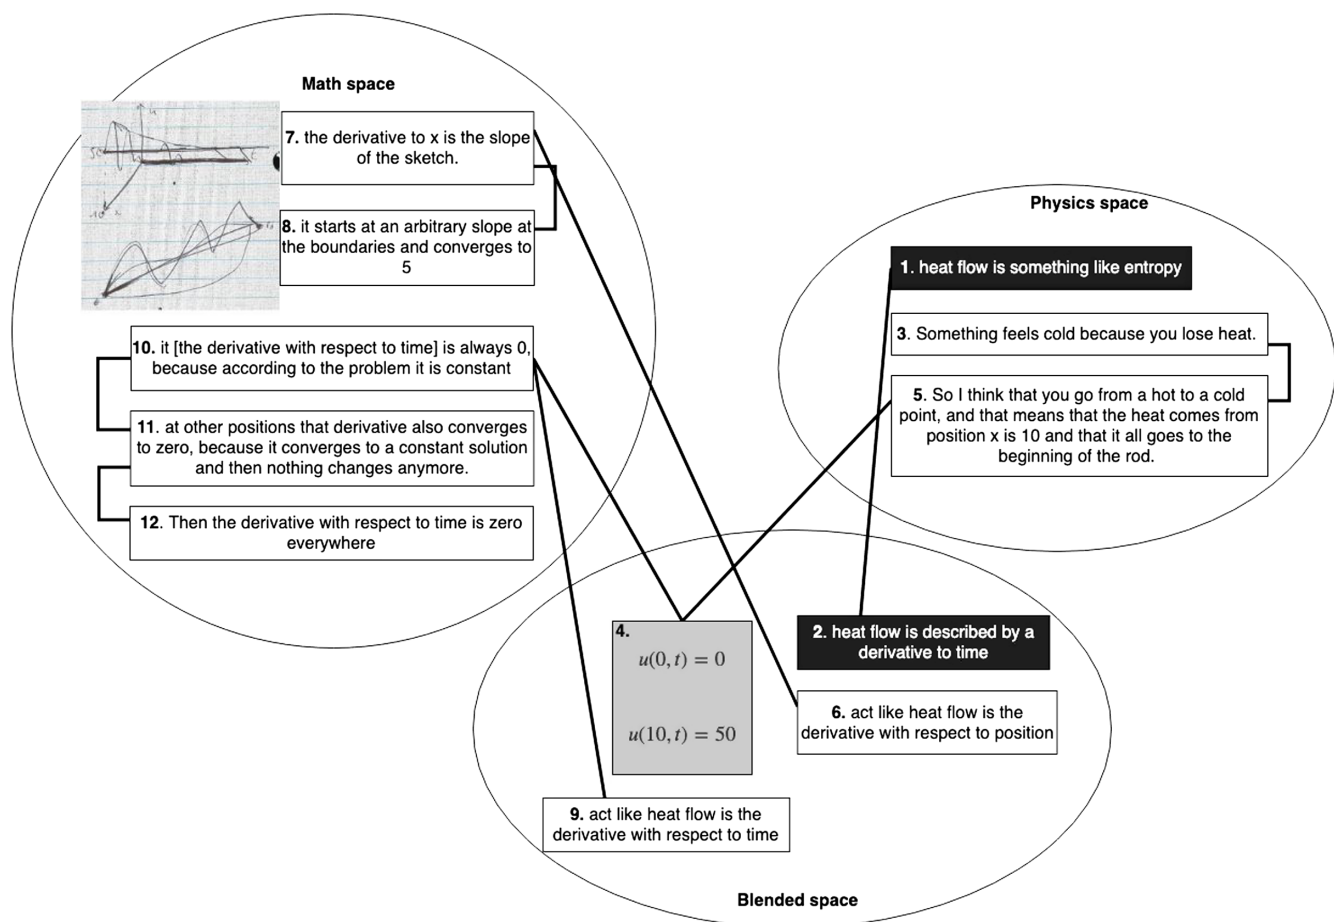 Math space
7. the derivative to x is the slope
of the sketch.
8. it starts at an arbitrary slope at
the boundaries and converges to
5
10. it [the derivative with respect to time] is always 0,
because according to the problem it is constant
11. at other positions that derivative also converges
to zero, because it converges to a constant solution
and then nothing changes anymore.
12. Then the derivative with respect to time is zero
everywhere
Physics space
1. heat flow is something like entropy
3. Something feels cold because you lose heat.
5. So I think that you go from a hot to a cold
point, and that means that the heat comes from
position x is 10 and that it all goes to the
beginning of the rod.
4.
u(0, t) = 0
u(10, t) = 50
2. heat flow is described by a
derivative to time
6. act like heat flow is the
derivative with respect to position
9. act like heat flow is the
derivative with respect to time
Blended space